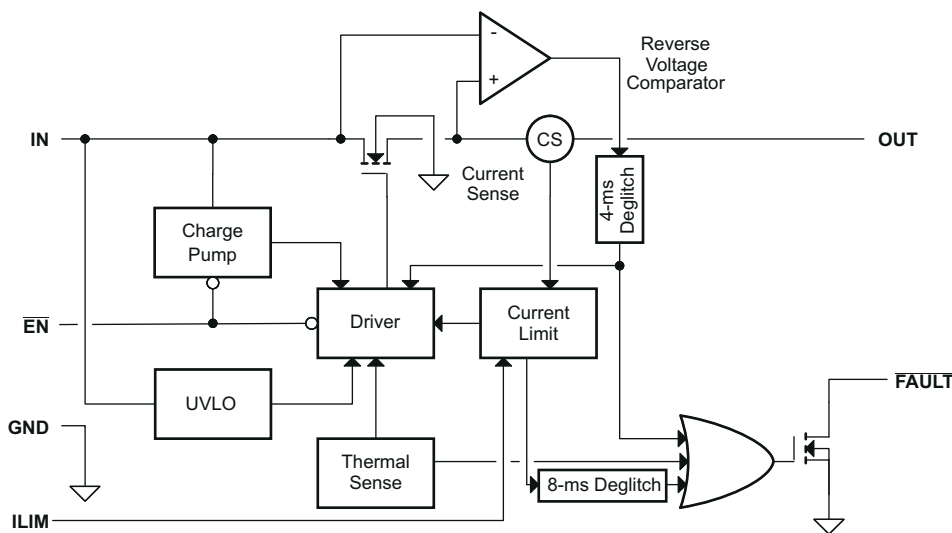 -
+
Reverse
Voltage
Comparator
IN
CS
OUT
Current
Sense
4-ms
Deglitch
Charge
Pump
EN
Driver
Current
Limit
UVLO
FAULT
GND
Thermal
Sense
8-ms Deglitch
ILIM